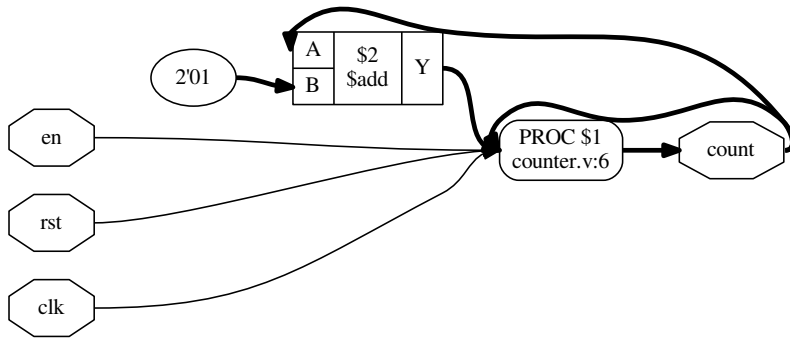 A
$2
$add
Y
B
2'01
en
PROC $1
counter.v:6
count
rst
clk